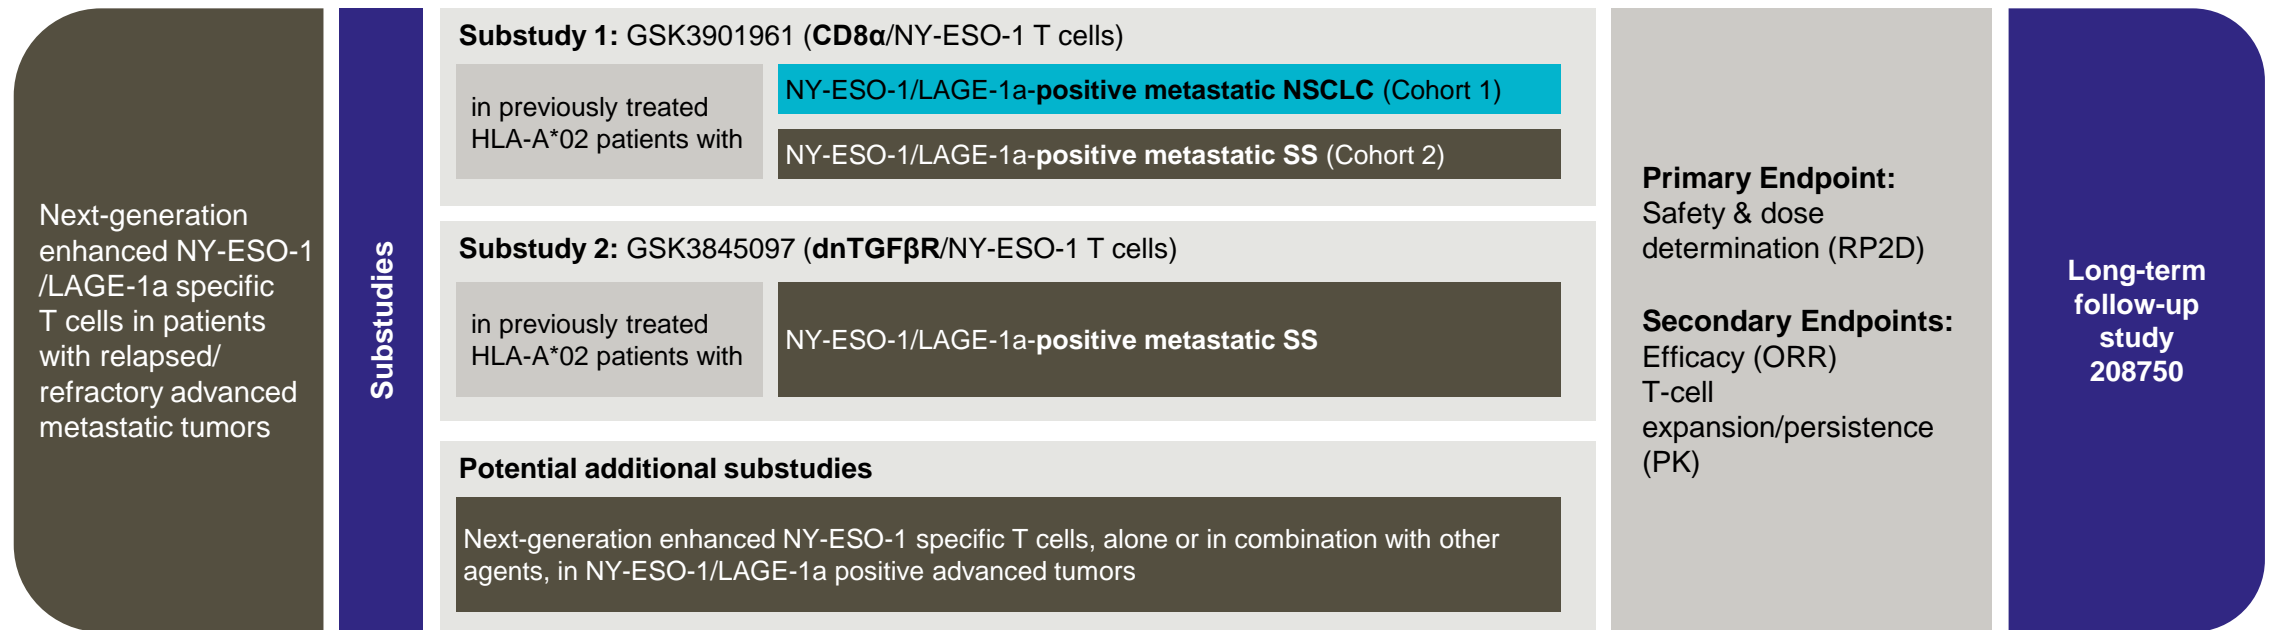 Next-generation
enhanced NY-ESO-1
/LAGE-1a specific
T cells in patients
with relapsed/
refractory advanced
metastatic tumors
Substudies
Substudy 1: GSK3901961 (CD8α/NY-ESO-1 T cells)
in previously treated
HLA-A*02 patients with
NY-ESO-1/LAGE-1a-positive metastatic NSCLC (Cohort 1)
NY-ESO-1/LAGE-1a-positive metastatic SS (Cohort 2)
Substudy 2: GSK3845097 (dnTGFβR/NY-ESO-1 T cells)
in previously treated
HLA-A*02 patients with
NY-ESO-1/LAGE-1a-positive metastatic SS
Potential additional substudies
Next-generation enhanced NY-ESO-1 specific T cells, alone or in combination with other
agents, in NY-ESO-1/LAGE-1a positive advanced tumors
Primary Endpoint:
Safety & dose
determination (RP2D)
Secondary Endpoints:
Efficacy (ORR)
T-cell
expansion/persistence
(PK)
Long-term
follow-up
study
208750